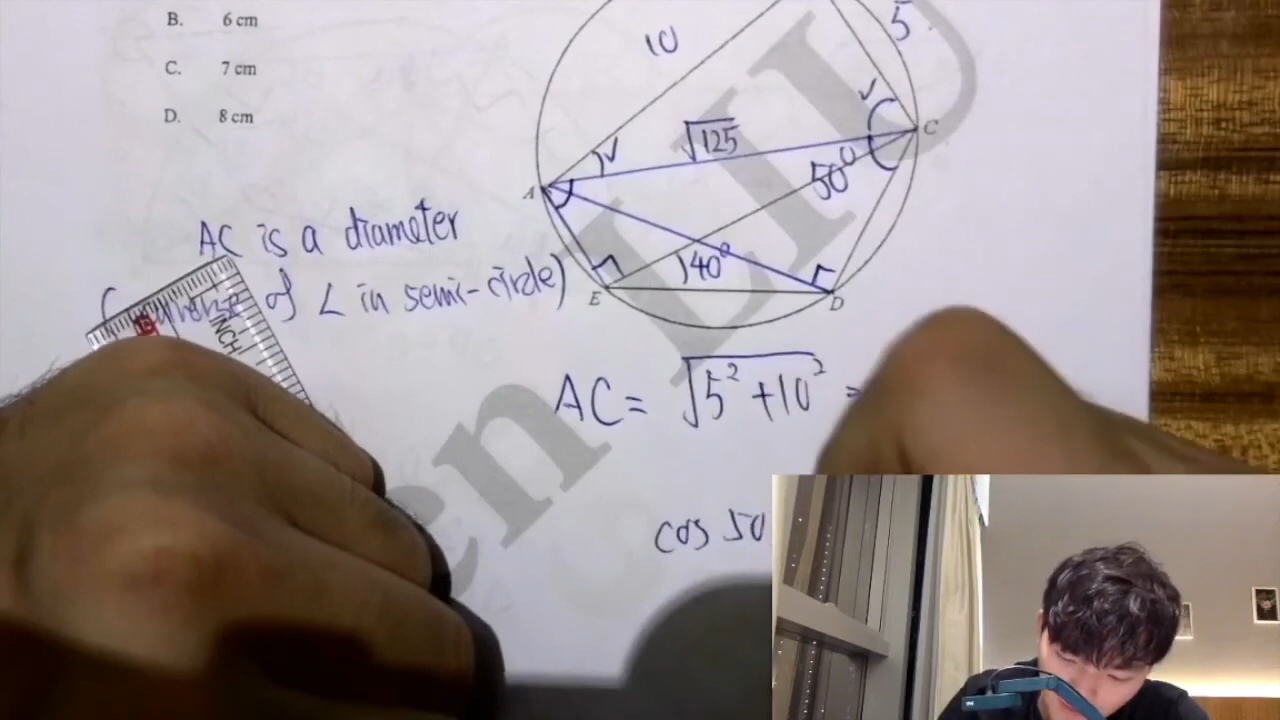 B. 6 cm
C. 7 cm
D. 8 cm
10
5
√125
C
50°
A
40°
E
D
AC is a diameter
of ∠ in semi-circle)
INCH
AC = √5² + 10² =
cos 50